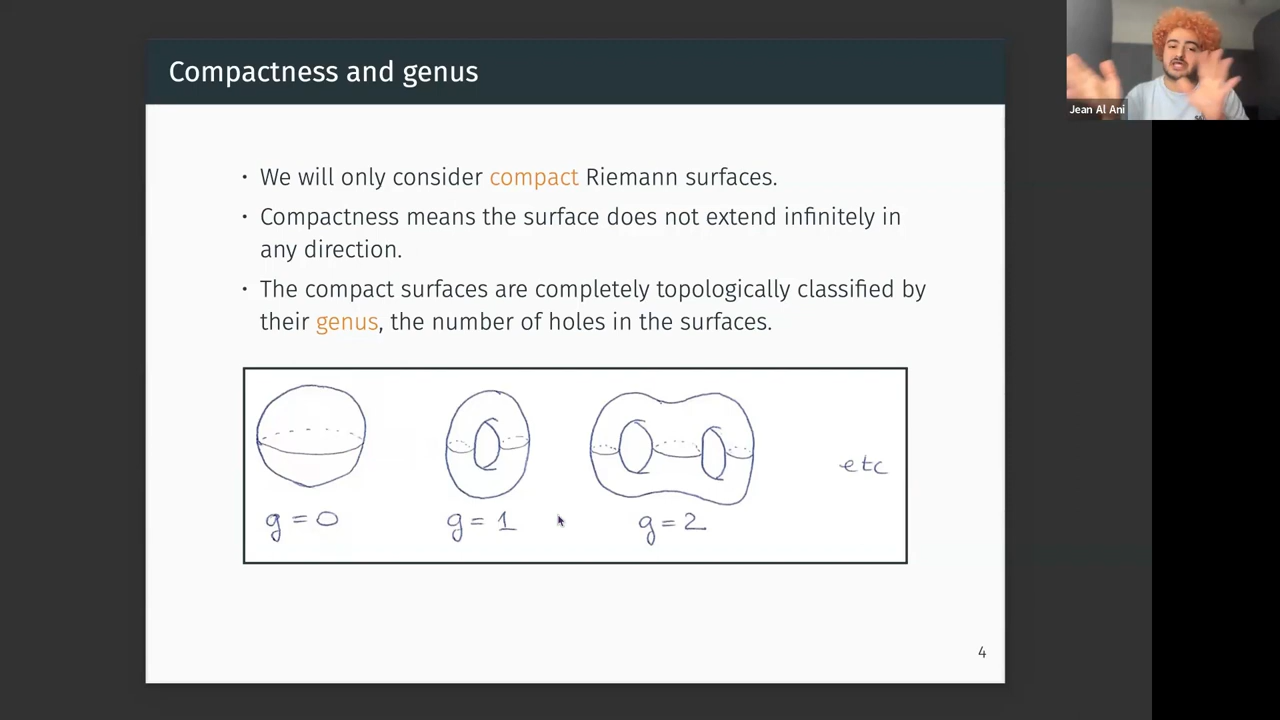 Compactness and genus
Jean Al Ani
• We will only consider compact Riemann surfaces.
• Compactness means the surface does not extend infinitely in
any direction.
• The compact surfaces are completely topologically classified by
their genus, the number of holes in the surfaces.
etc
g = 0 g = 1 g = 2
4